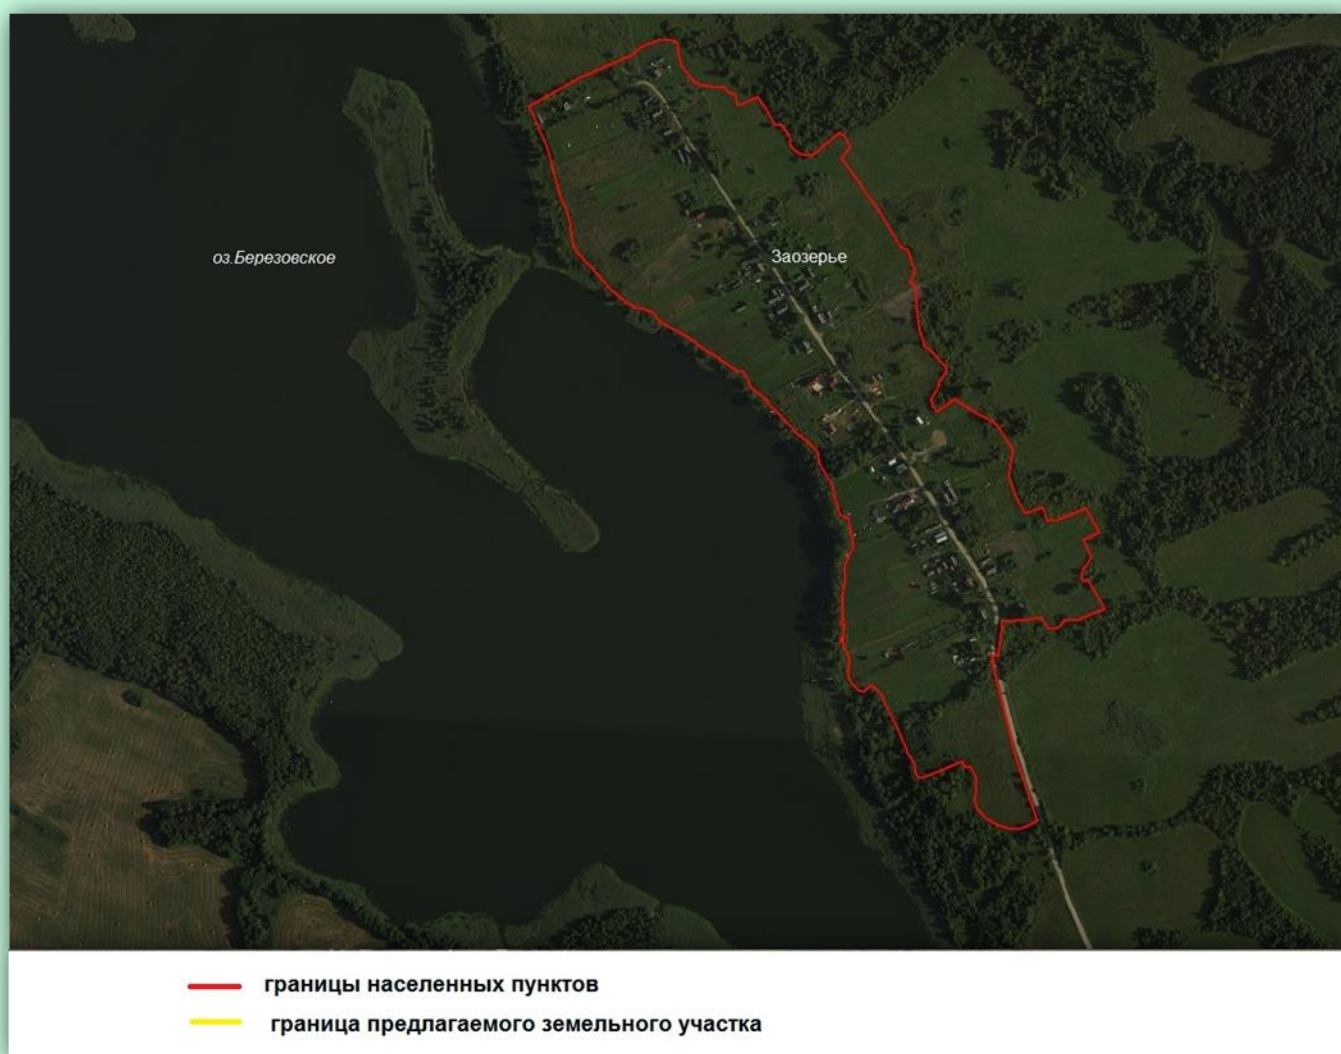 оз.Березовское
Заозерье
границы населенных пунктов
граница предлагаемого земельного участка